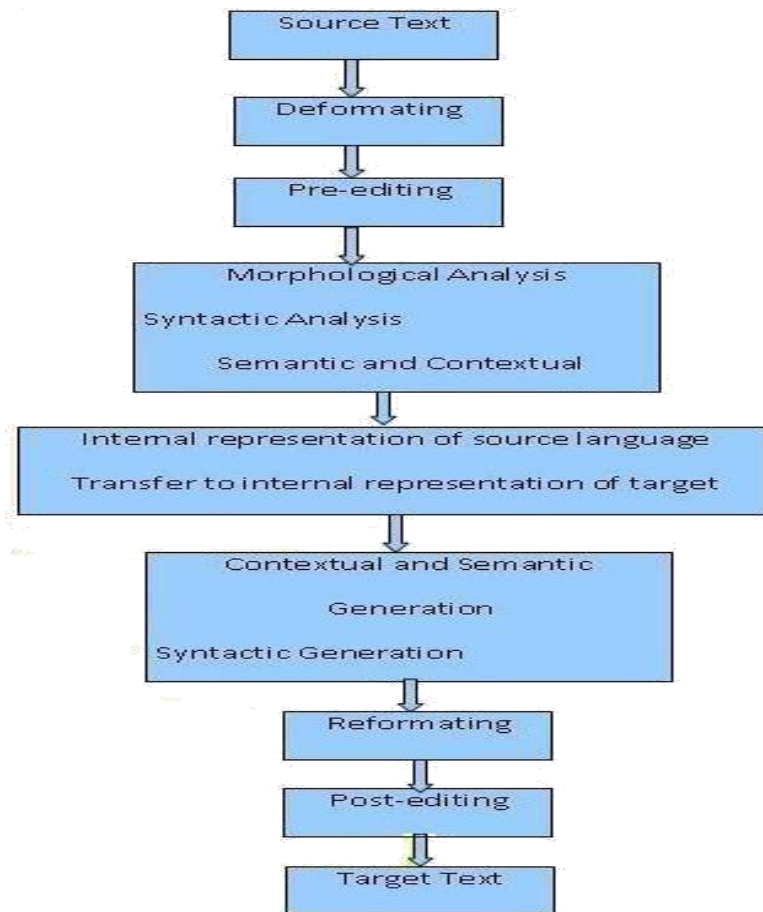 Source Text
Deformating
Pre-editing
Morphological Analysis
Syntactic Analysis
Semantic and Contextual
Internal representation of source language
Transfer to internal representation of target
Contextual and Semantic
Generation
Syntactic Generation
Reformating
Post-editing
Target Text